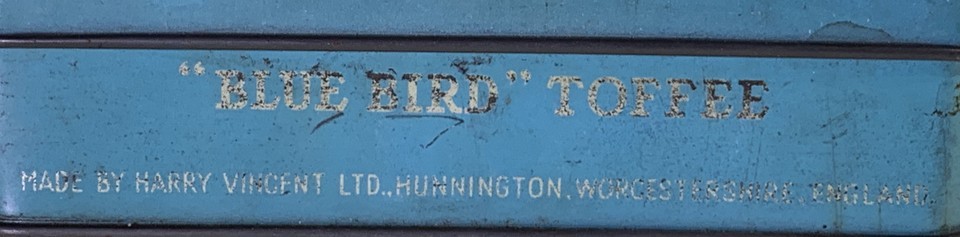 "BLUE BIRD" TOFFEE
MADE BY HARRY VINCENT LTD., HUNNINGTON, WORCESTERSHIRE, ENGLAND.